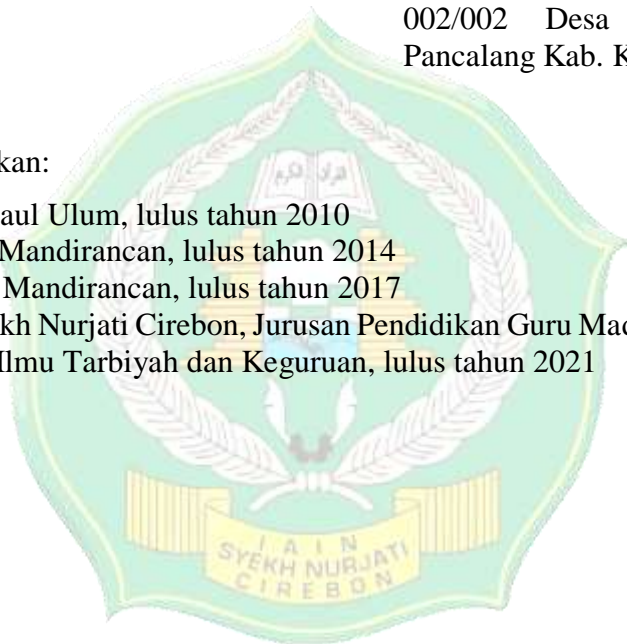 002/002 Desa
Pancalang Kab. K
kan:
aul Ulum, lulus tahun 2010
Mandirancan, lulus tahun 2014
Mandirancan, lulus tahun 2017
kh Nurjati Cirebon, Jurusan Pendidikan Guru Mad
Ilmu Tarbiyah dan Keguruan, lulus tahun 2021
IAIN
SYEKH NURJATI
CIREBON